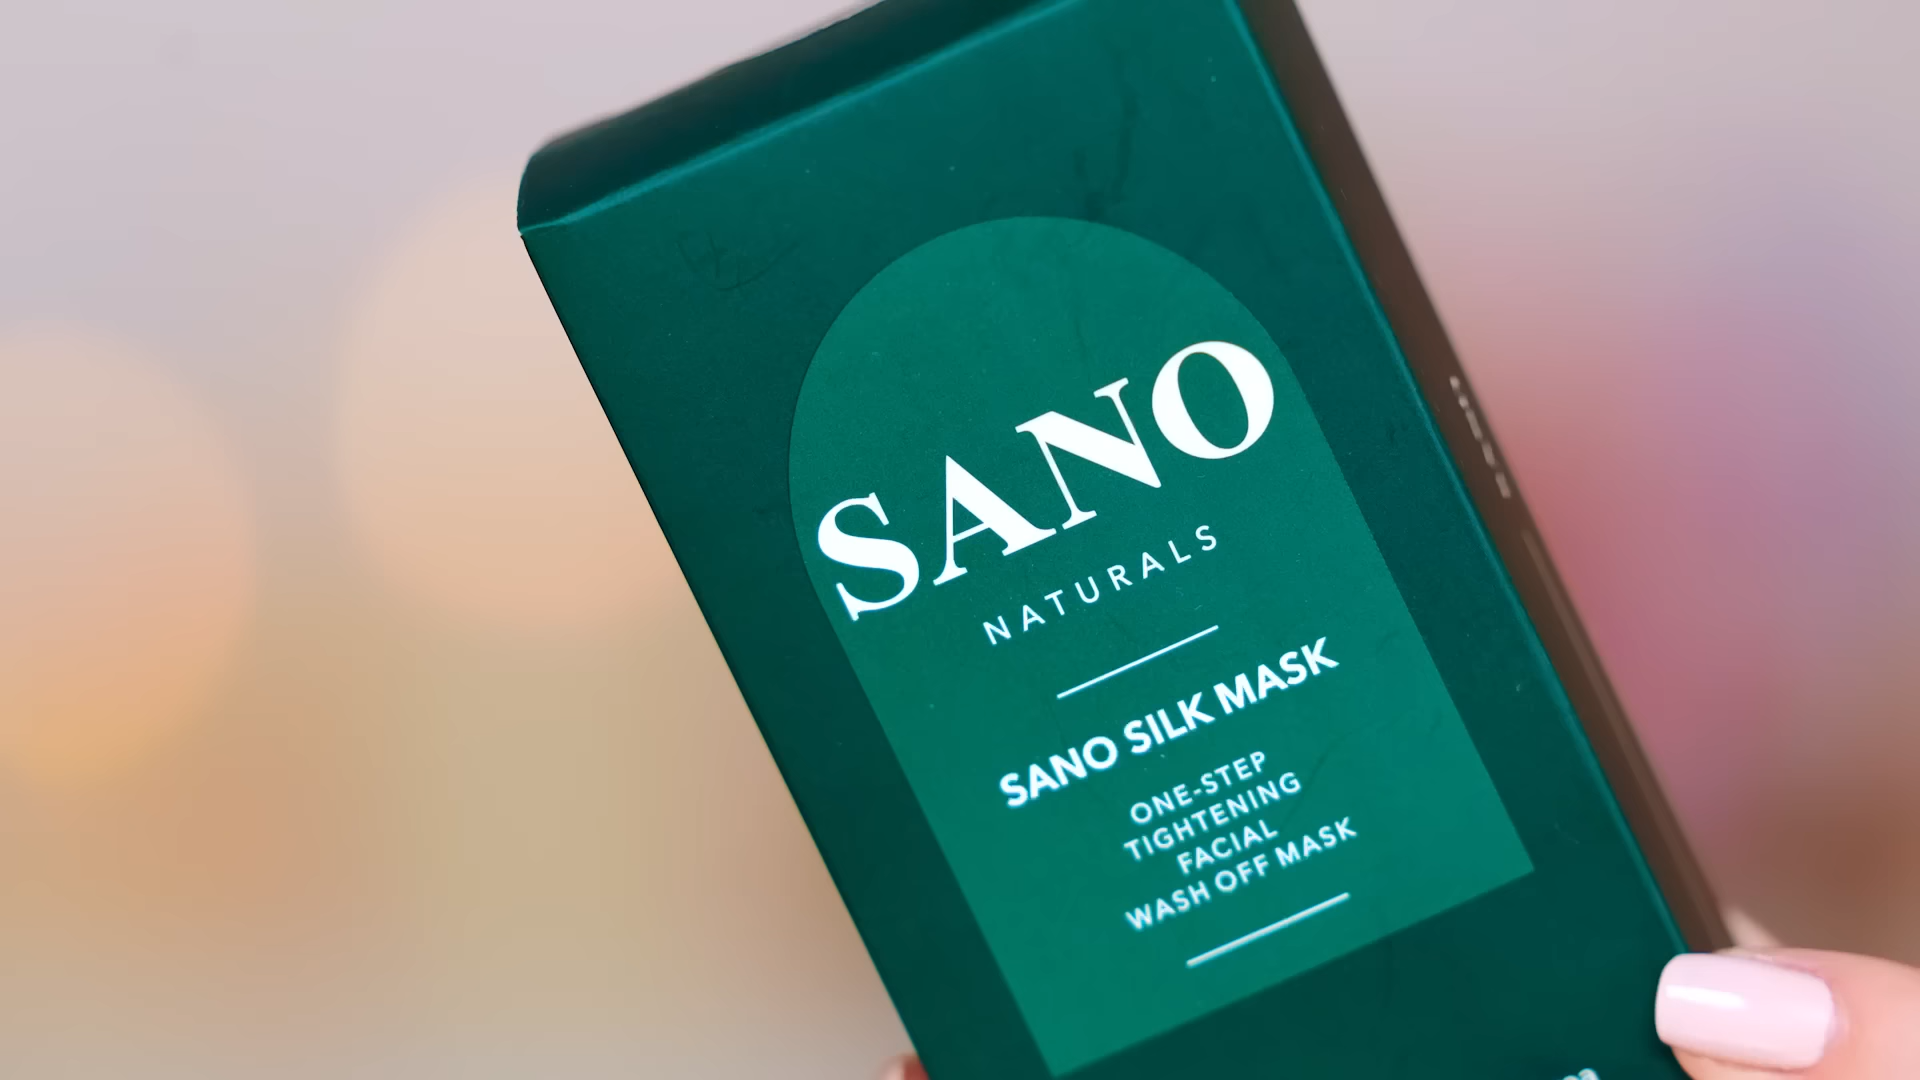 SANO
NATURALS
SANO SILK MASK
ONE-STEP
TIGHTENING
FACIAL
WASH OFF MASK